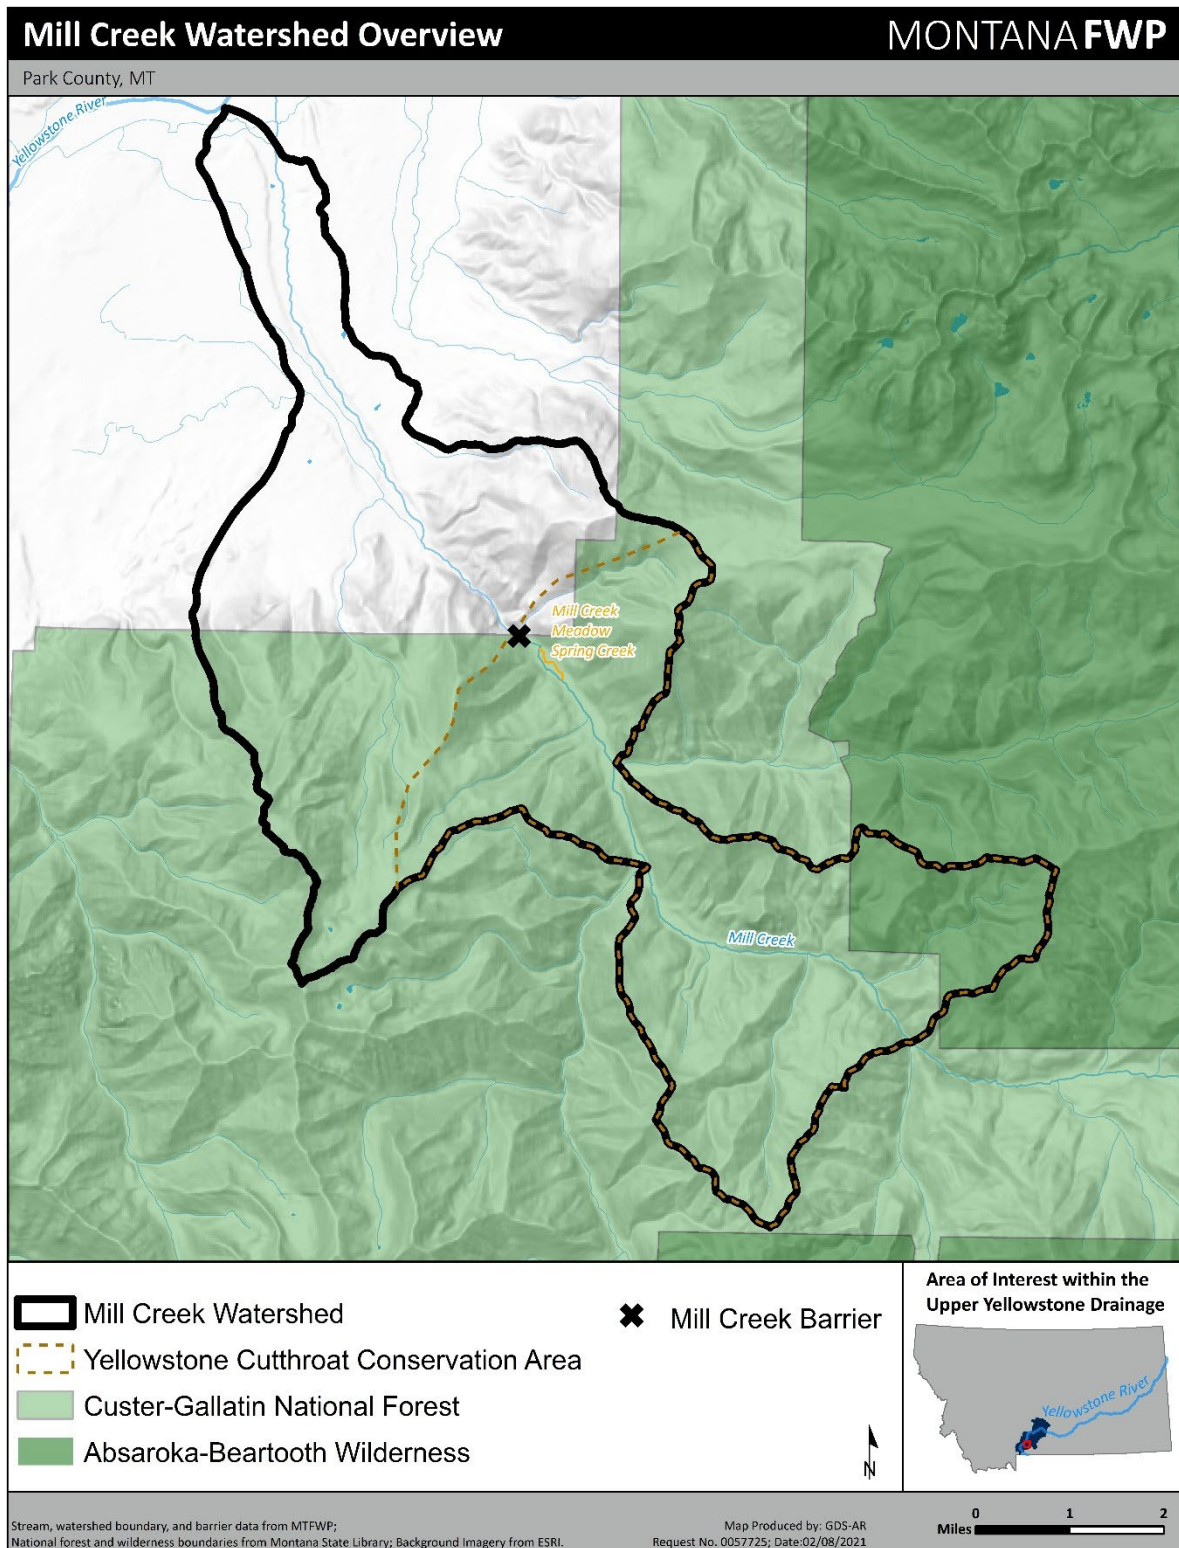 Mill Creek Watershed Overview
MONTANA FWP
Park County, MT
Yellowstone River
Mill Creek
Meadow
Spring Creek
Mill Creek
Mill Creek Watershed
Yellowstone Cutthroat Conservation Area
Custer-Gallatin National Forest
Absaroka-Beartooth Wilderness
Mill Creek Barrier
N
Area of Interest within the
Upper Yellowstone Drainage
Yellowstone River
Stream, watershed boundary, and barrier data from MTFWP;
National forest and wilderness boundaries from Montana State Library; Background Imagery from ESRI.
Map Produced by: GDS-AR
Request No. 0057725; Date:02/08/2021
0 1 2
Miles